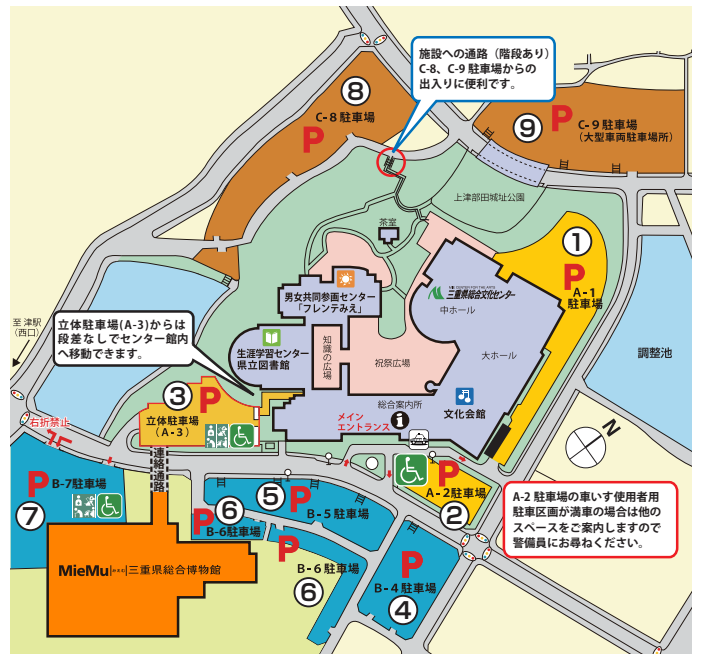 施設への通路（階段あり）
C-8、C-9 駐車場からの
出入りに便利です。
⑧
C-8 駐車場
P
⑨
P
C-9 駐車場
（大型車両駐車場所）
上津部田城址公園
茶室
①
P
A-1
駐車場
男女共同参画センター
「フレンテみえ」
三重県総合文化センター
中ホール
大ホール
祝祭広場
知識の広場
調整池
至 津駅
（西口）
立体駐車場(A-3)からは
段差なしでセンター館内
へ移動できます。
生涯学習センター
県立図書館
③
P
立体駐車場
（A-3）
総合案内所
メイン
エントランス
i
文化会館
右折禁止
連絡通路
N
P
B-7駐車場
⑦
P
A-2駐車場
②
A-2 駐車場の車いす使用者用
駐車区画が満車の場合は他の
スペースをご案内しますので
警備員にお尋ねください。
⑤
P
B-5 駐車場
⑥
P
B-6駐車場
P
B-6 駐車場
⑥
P
B-4 駐車場
④
MieMu
三重県総合博物館